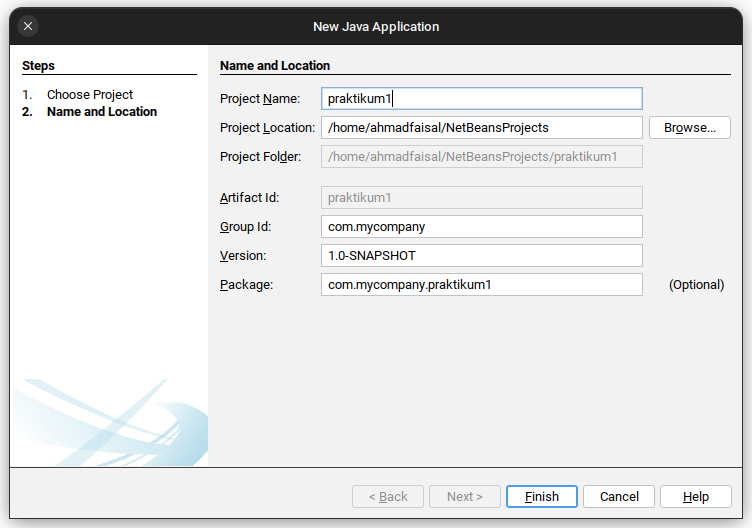 New Java Application
Steps
1. Choose Project
2. Name and Location
Name and Location
Project Name: praktikum1
Project Location: /home/ahmadfaisal/NetBeansProjects Browse...
Project Folder: /home/ahmadfaisal/NetBeansProjects/praktikum1
Artifact Id: praktikum1
Group Id: com.mycompany
Version: 1.0-SNAPSHOT
Package: com.mycompany.praktikum1 (Optional)
< Back Next > Finish Cancel Help